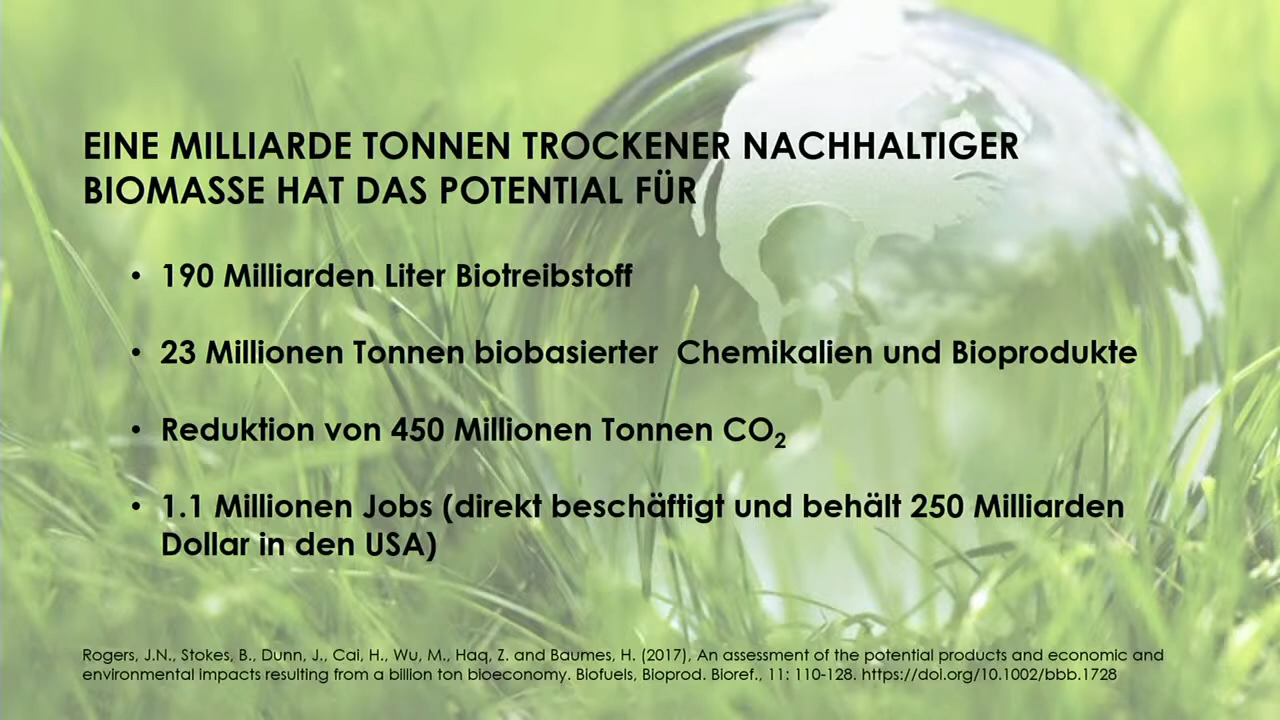 EINE MILLIARDE TONNEN TROCKENER NACHHALTIGER
BIOMASSE HAT DAS POTENTIAL FÜR
• 190 Milliarden Liter Biotreibstoff
• 23 Millionen Tonnen biobasierter Chemikalien und Bioprodukte
• Reduktion von 450 Millionen Tonnen CO₂
• 1.1 Millionen Jobs (direkt beschäftigt und behält 250 Milliarden
Dollar in den USA)
Rogers, J.N., Stokes, B., Dunn, J., Cai, H., Wu, M., Haq, Z. and Baumes, H. (2017), An assessment of the potential products and economic and
environmental impacts resulting from a billion ton bioeconomy. Biofuels, Bioprod. Bioref., 11: 110-128. https://doi.org/10.1002/bbb.1728